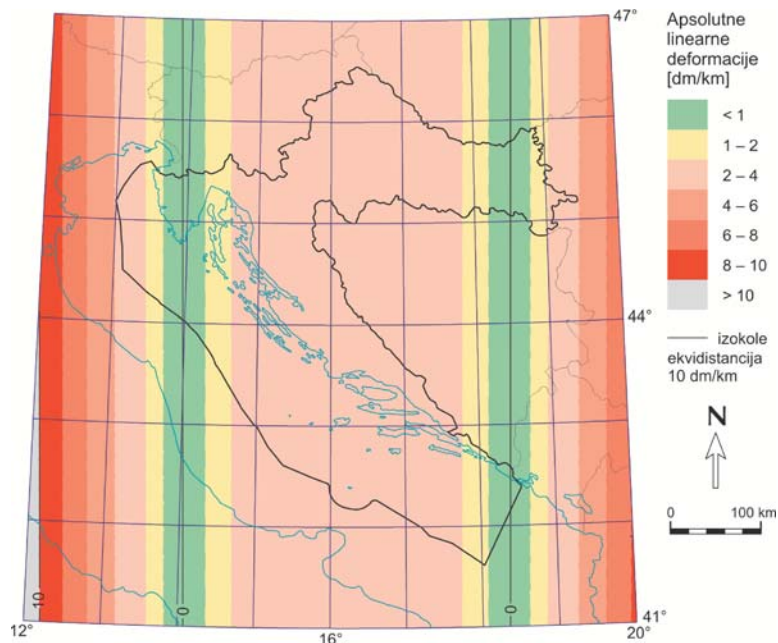 47°
Apsolutne
linearne
deformacije
[dm/km]
< 1
1 – 2
2 – 4
4 – 6
6 – 8
8 – 10
> 10
44°
izokole
ekvidistancija
10 dm/km
N
0 100 km
10
0
0
12°
16°
20°
41°